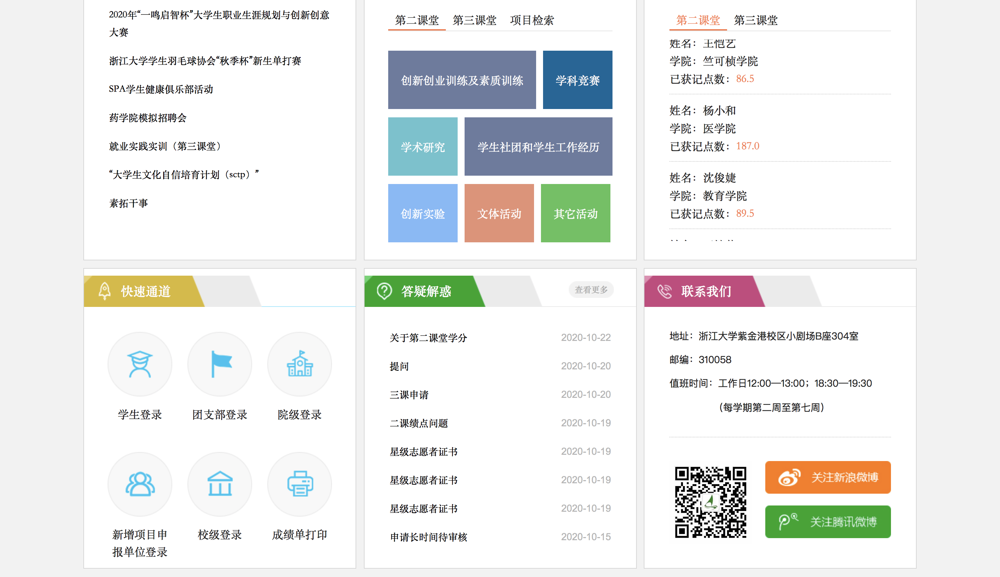 2020年“一鸣启智杯”大学生职业生涯规划与创新创意
大赛
浙江大学学生羽毛球协会“秋季杯”新生单打赛
SPA学生健康俱乐部活动
药学院模拟招聘会
就业实践实训（第三课堂）
“大学生文化自信培育计划（sctp）”
素拓干事
第二课堂 第三课堂 项目检索
创新创业训练及素质训练 学科竞赛
学术研究 学生社团和学生工作经历
创新实验 文体活动 其它活动
第二课堂 第三课堂
姓名：王恺艺
学院：竺可桢学院
已获记点数：86.5
姓名：杨小和
学院：医学院
已获记点数：187.0
姓名：沈俊婕
学院：教育学院
已获记点数：89.5
快速通道
学生登录 团支部登录 院级登录
新增项目申
报单位登录
校级登录 成绩单打印
答疑解惑 查看更多
关于第二课堂学分 2020-10-22
提问 2020-10-20
三课申请 2020-10-20
二课绩点问题 2020-10-19
星级志愿者证书 2020-10-19
星级志愿者证书 2020-10-19
星级志愿者证书 2020-10-19
申请长时间待审核 2020-10-15
联系我们
地址：浙江大学紫金港校区小剧场B座304室
邮编：310058
值班时间：工作日12:00—13:00；18:30—19:30
（每学期第二周至第七周）
关注新浪微博
关注腾讯微博